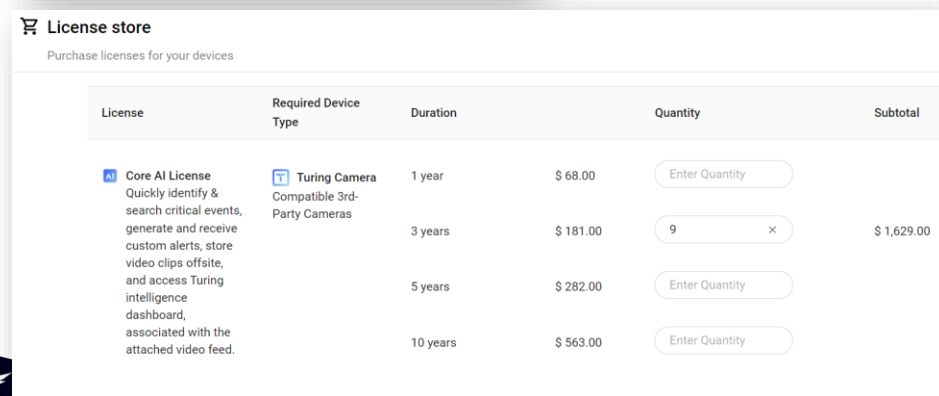 License store
Purchase licenses for your devices
License
Required Device
Type
Duration
Quantity
Subtotal
AI
Core AI License
Quickly identify &
search critical events,
generate and receive
custom alerts, store
video clips offsite,
and access Turing
intelligence
dashboard,
associated with the
attached video feed.
T
Turing Camera
Compatible 3rd-
Party Cameras
1 year $ 68.00 Enter Quantity
3 years $ 181.00 9 × $ 1,629.00
5 years $ 282.00 Enter Quantity
10 years $ 563.00 Enter Quantity